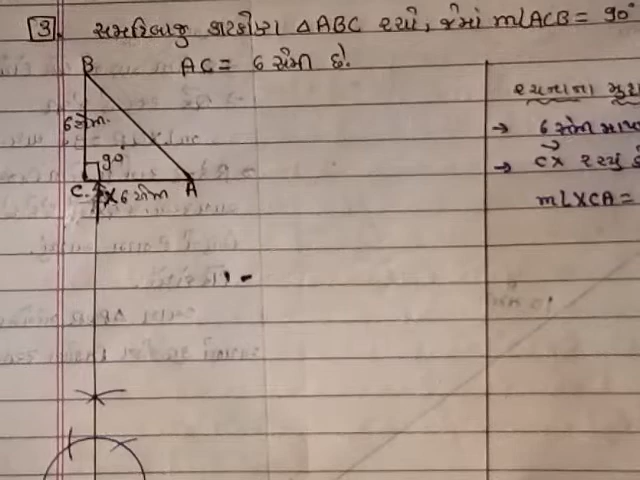 [3]. સમદ્વિબાજુ કાટકોણ △ABC રચો, જેમાં m∠ACB = 90°
AC = 6 સેમી છે.
B
6 સેમી.
90
C. X 6 સેમી A
રચનાના મુદ્દ
→ 6 સેમી માપ
→ CX રચ્યું
m∠XCA =